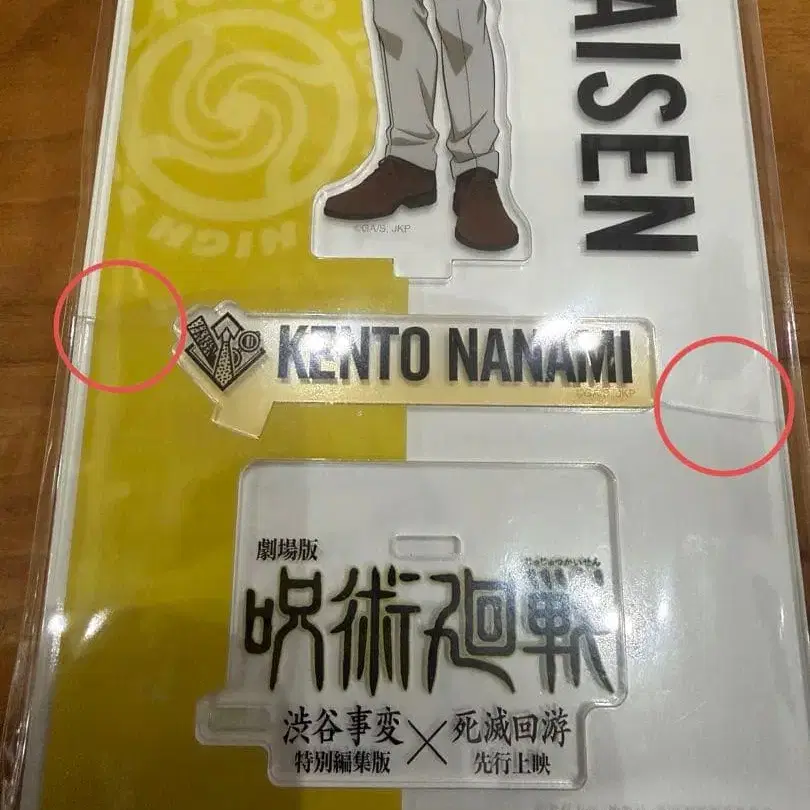 AISEN
HIGH
©GA/S, JKP
KENTO NANAMI
©GA/S, JKP
劇場版
じゅじゅつかいせん
呪術廻戦
渋谷事変×死滅回游
特別編集版 先行上映